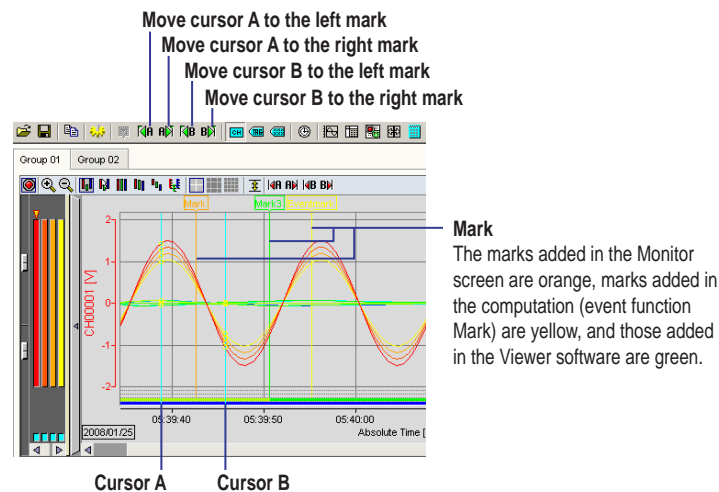 Move cursor A to the left mark
Move cursor A to the right mark
Move cursor B to the left mark
Move cursor B to the right mark
A A B B CH TAG
Group 01 Group 02
A A B B
Mark Mark3 Event mark
CH00001 [V]
2
1
0
-1
-2
05:39:40 05:39:50 05:40:00
2008/01/25 Absolute Time [
Mark
The marks added in the Monitor
screen are orange, marks added in
the computation (event function
Mark) are yellow, and those added
in the Viewer software are green.
Cursor A Cursor B